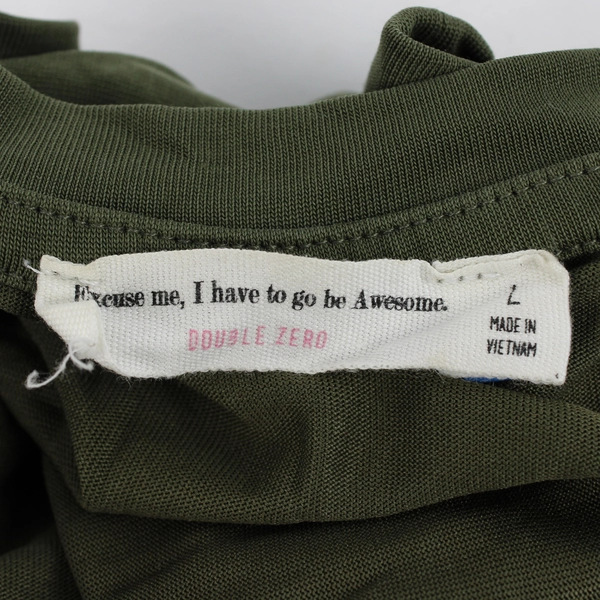 Excuse me, I have to go be Awesome.
DOUBLE ZERO
L
MADE IN
VIETNAM